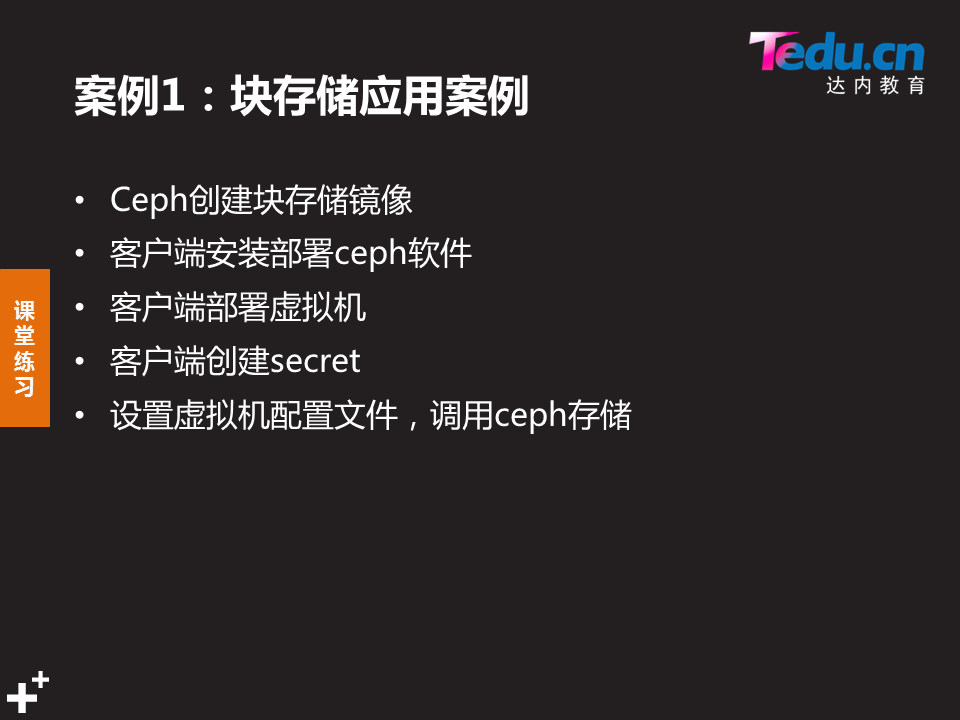 Tedu.cn
达内教育
案例1：块存储应用案例
• Ceph创建块存储镜像
• 客户端安装部署ceph软件
• 客户端部署虚拟机
• 客户端创建secret
• 设置虚拟机配置文件，调用ceph存储
课
堂
练
习